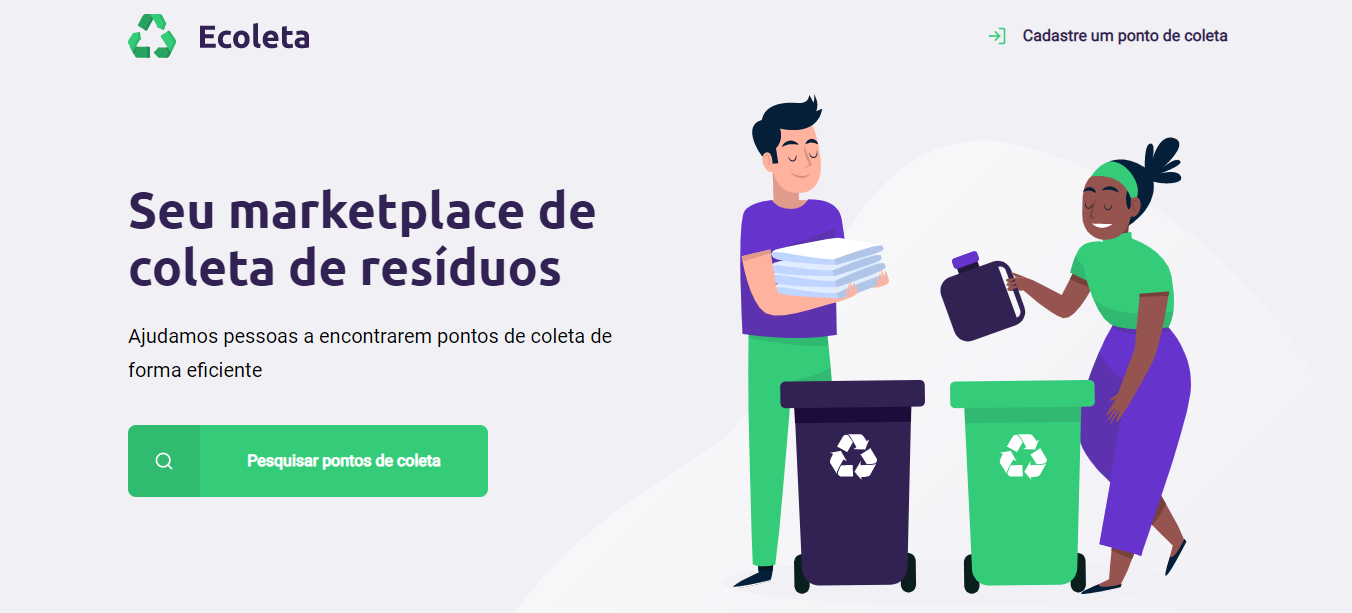 Ecoleta
Cadastre um ponto de coleta
Seu marketplace de
coleta de resíduos
Ajudamos pessoas a encontrarem pontos de coleta de
forma eficiente
Pesquisar pontos de coleta